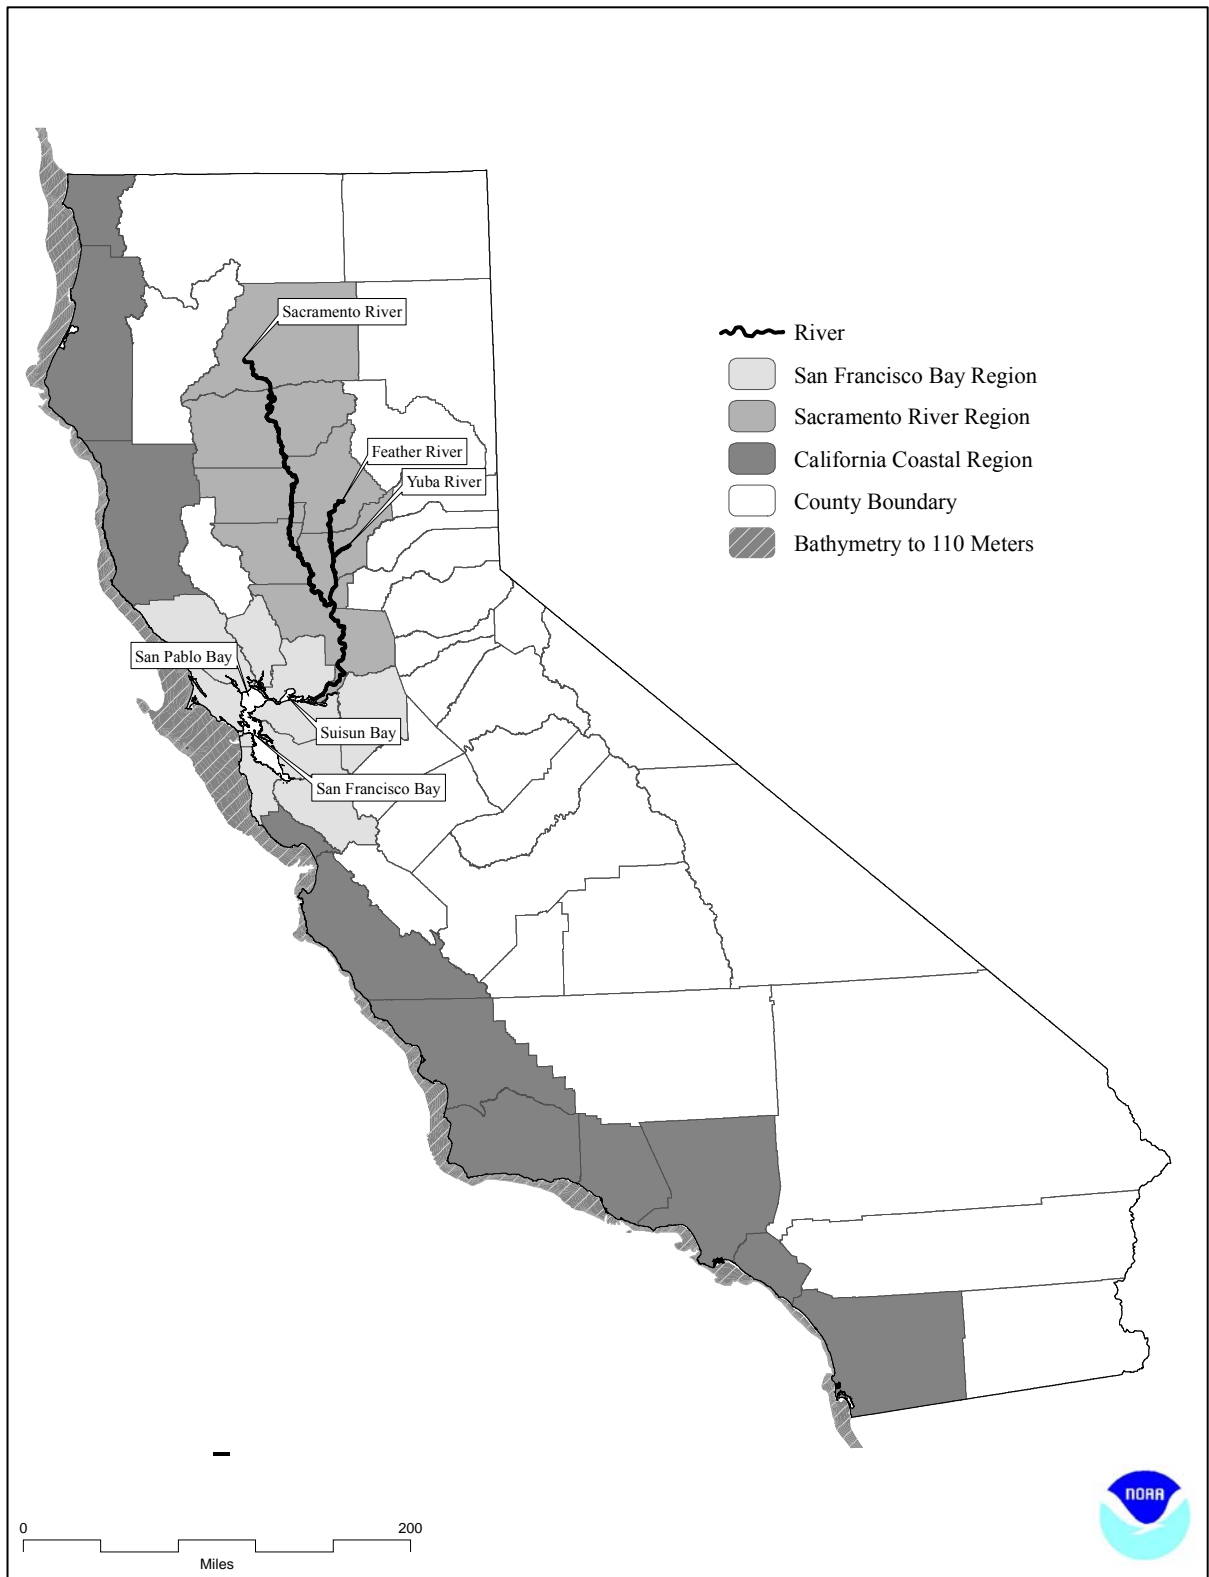 Sacramento River
River
San Francisco Bay Region
Sacramento River Region
Feather River
California Coastal Region
Yuba River
County Boundary
Bathymetry to 110 Meters
San Pablo Bay
Suisun Bay
San Francisco Bay
NOAA
0 200
Miles